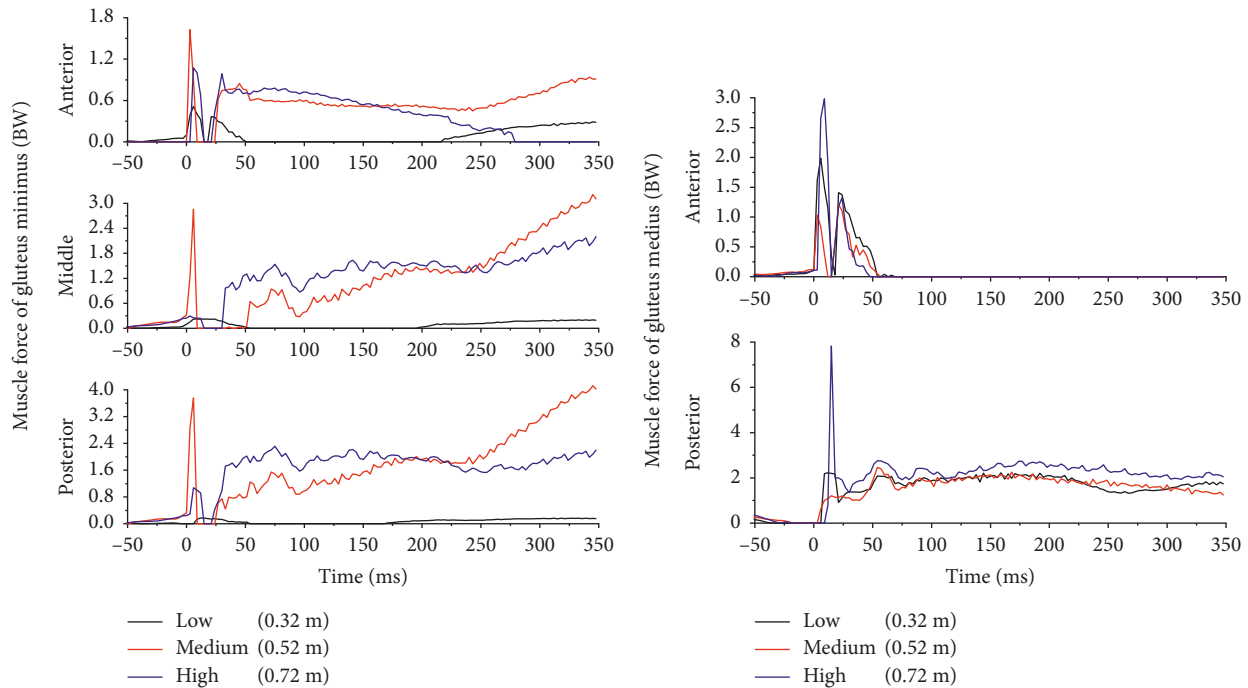 Muscle force of gluteus minimus (BW)
Anterior
1.8
1.2
0.6
0.0
−50 0 50 100 150 200 250 300 350
Middle
3.0
2.4
1.8
1.2
0.6
0.0
−50 0 50 100 150 200 250 300 350
Posterior
4.0
3.2
2.4
1.6
0.8
0.0
−50 0 50 100 150 200 250 300 350
Time (ms)
Low (0.32 m)
Medium (0.52 m)
High (0.72 m)
Muscle force of gluteus medius (BW)
Anterior
3.0
2.5
2.0
1.5
1.0
0.5
0.0
−50 0 50 100 150 200 250 300 350
Posterior
8
6
4
2
0
−50 0 50 100 150 200 250 300 350
Time (ms)
Low (0.32 m)
Medium (0.52 m)
High (0.72 m)